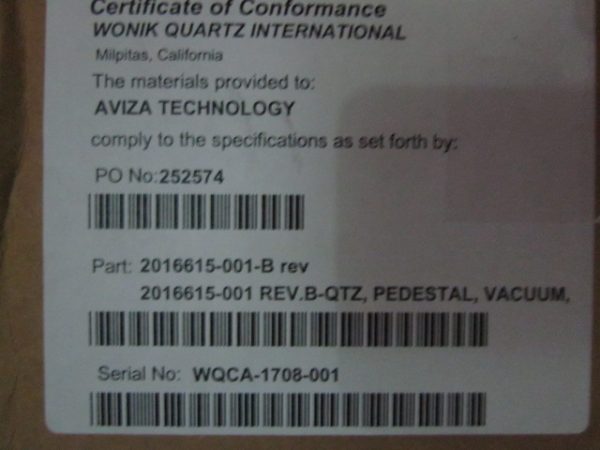 Certificate of Conformance
WONIK QUARTZ INTERNATIONAL
Milpitas, California
The materials provided to:
AVIZA TECHNOLOGY
comply to the specifications as set forth by:
PO No:252574
Part: 2016615-001-B rev
2016615-001 REV.B-QTZ, PEDESTAL, VACUUM,
Serial No: WQCA-1708-001